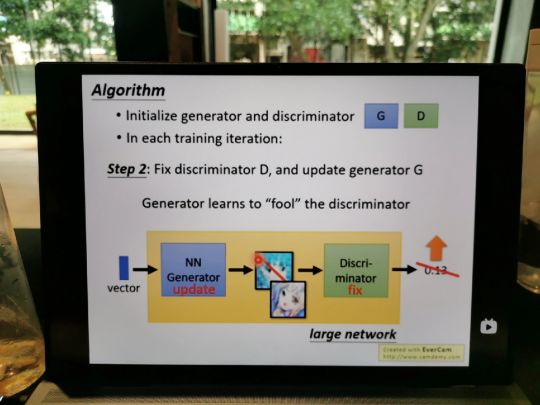 Algorithm
• Initialize generator and discriminator G D
• In each training iteration:
Step 2: Fix discriminator D, and update generator G
Generator learns to “fool” the discriminator
vector
NN
Generator
update
Discri-
minator
fix
0.13
large network
Created with EverCam
http://www.camdemy.com